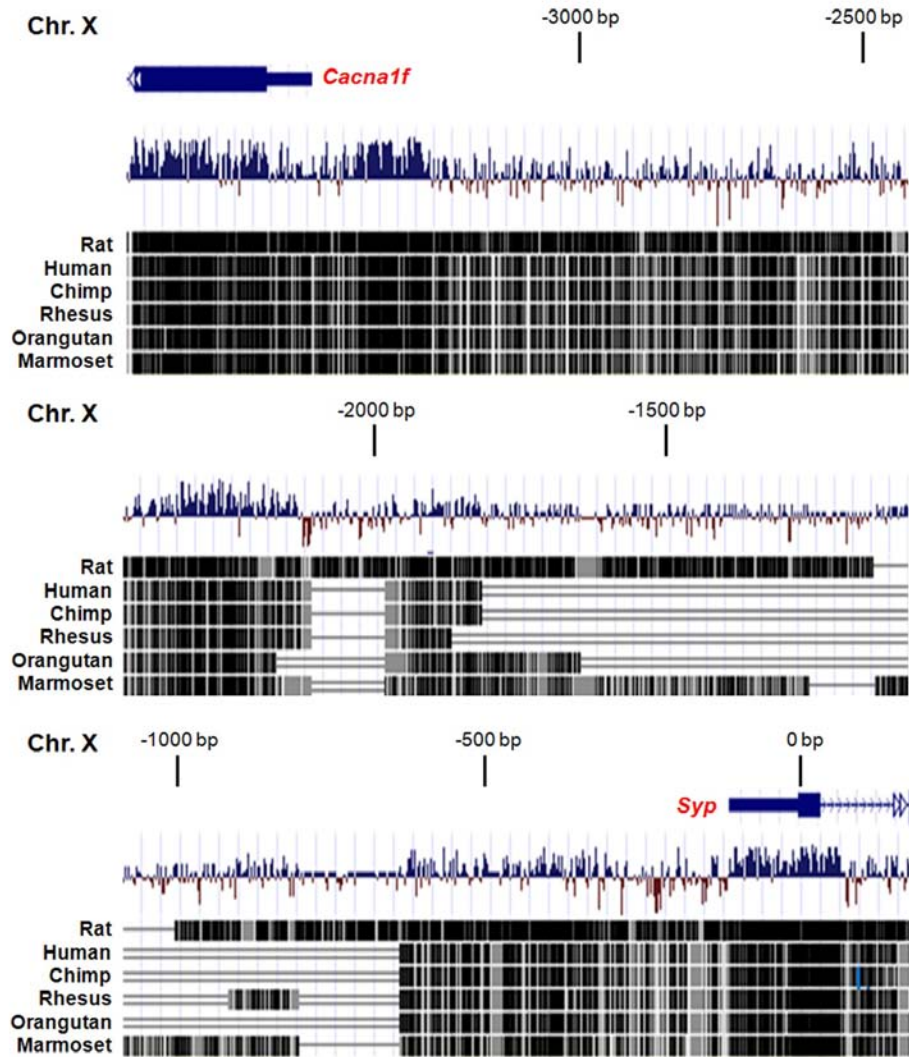 Chr. X
-3000 bp
-2500 bp
Cacna1f
Rat
Human
Chimp
Rhesus
Orangutan
Marmoset
Chr. X
-2000 bp
-1500 bp
Rat
Human
Chimp
Rhesus
Orangutan
Marmoset
Chr. X
-1000 bp
-500 bp
0 bp
Syp
Rat
Human
Chimp
Rhesus
Orangutan
Marmoset